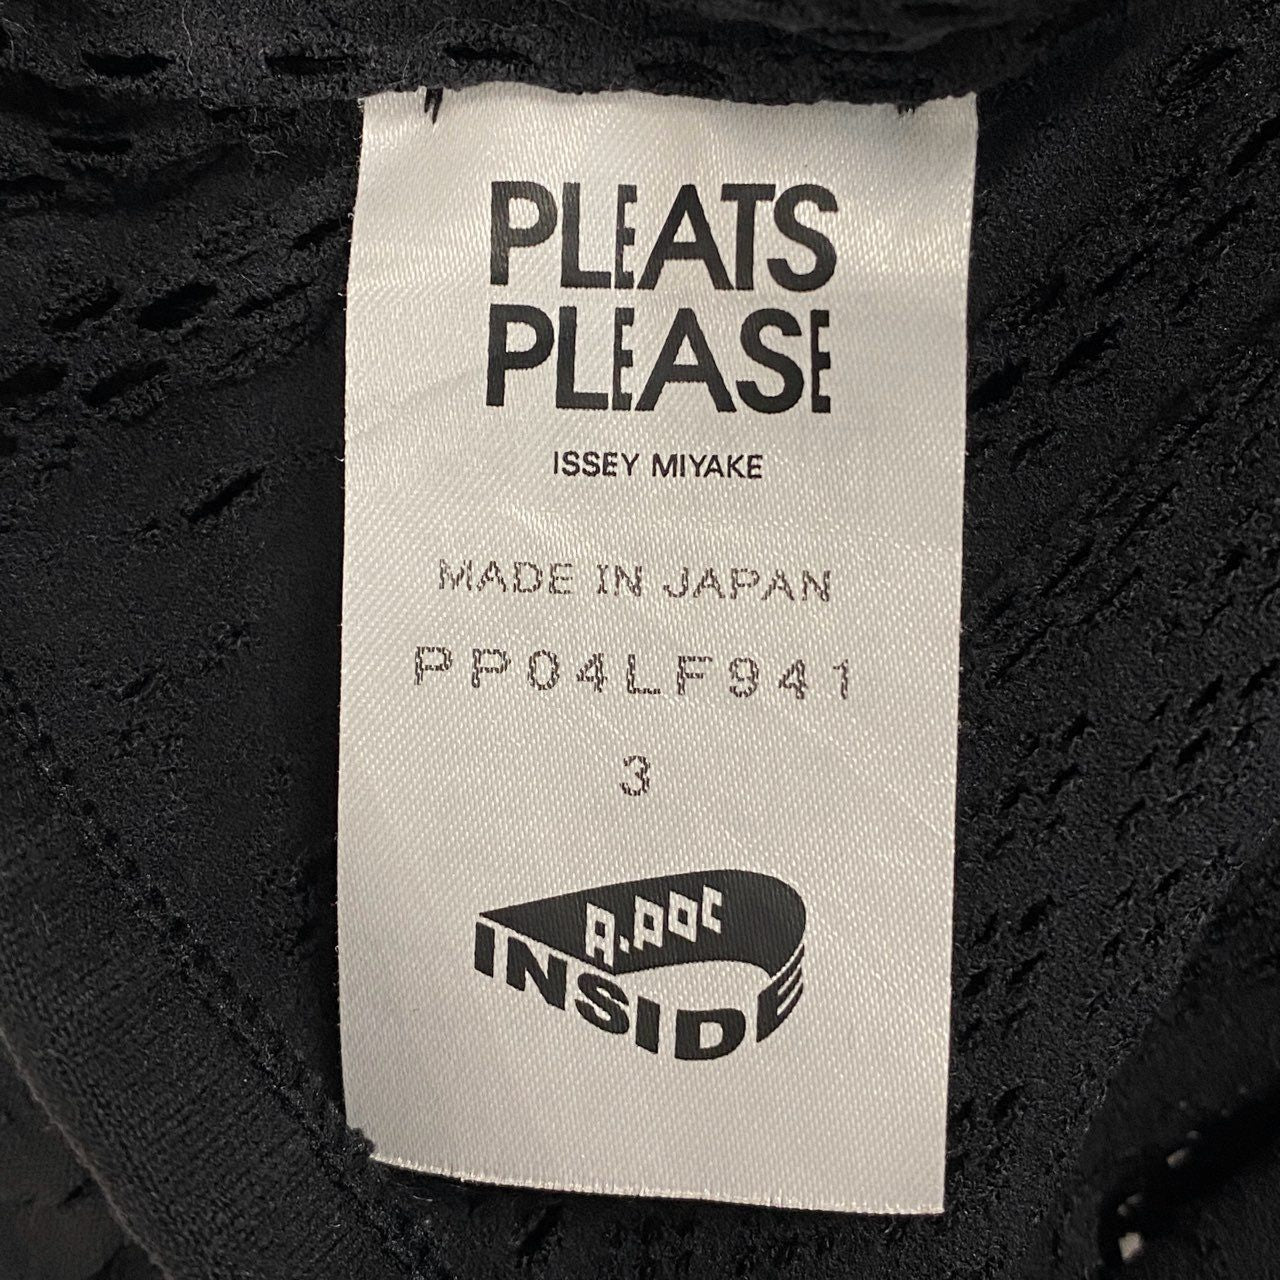 PLEATS
PLEASE
ISSEY MIYAKE
MADE IN JAPAN
PP04LF941
3
A.POC
INSIDE